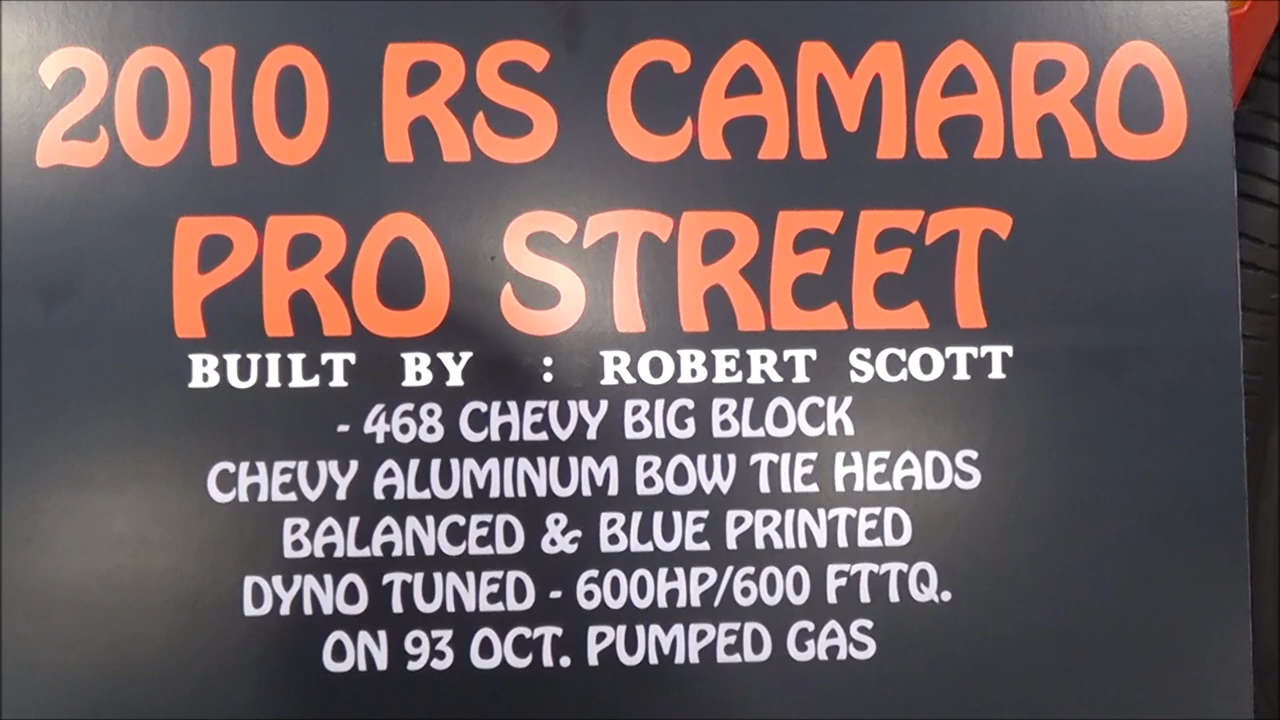 2010 RS CAMARO
PRO STREET
BUILT BY : ROBERT SCOTT
- 468 CHEVY BIG BLOCK
CHEVY ALUMINUM BOW TIE HEADS
BALANCED & BLUE PRINTED
DYNO TUNED - 600HP/600 FTTQ.
ON 93 OCT. PUMPED GAS